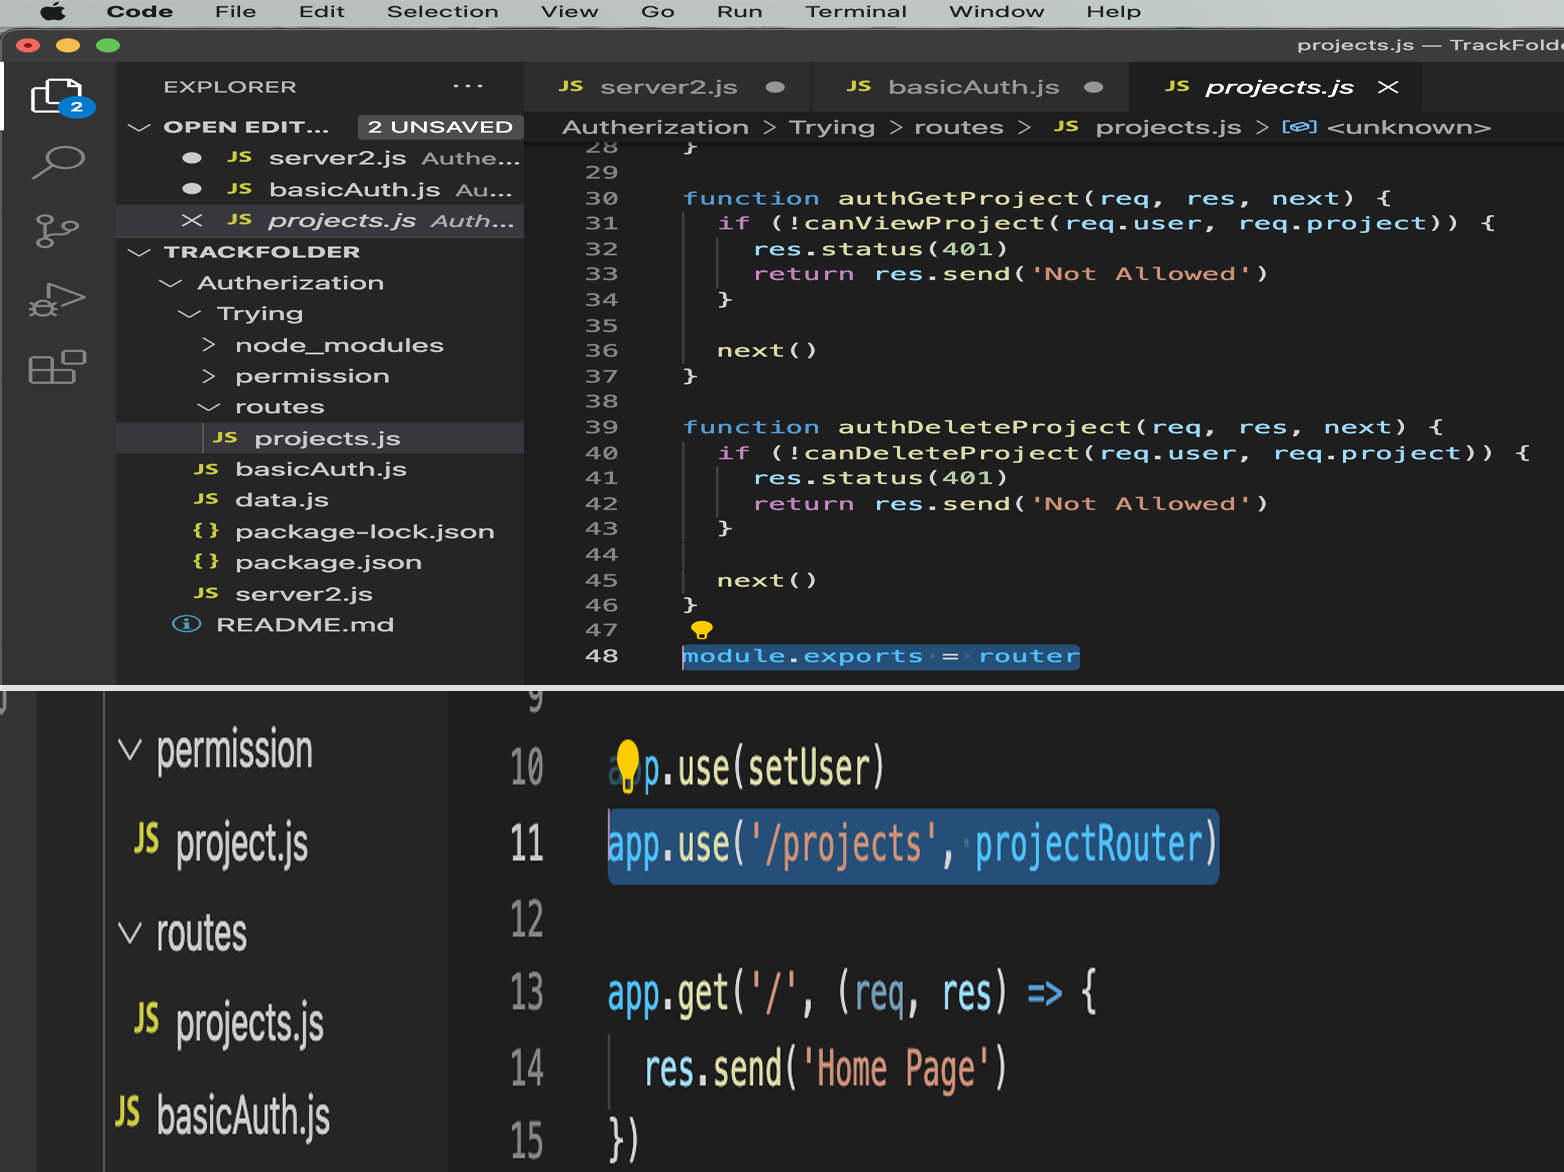 Code File Edit Selection View Go Run Terminal Window Help
projects.js — TrackFolde
EXPLORER ...
JS server2.js JS basicAuth.js JS projects.js
2
OPEN EDIT... 2 UNSAVED
Autherization > Trying > routes > JS projects.js > <unknown>
JS server2.js Authe...
JS basicAuth.js Au...
JS projects.js Auth...
TRACKFOLDER
Autherization
Trying
> node_modules
> permission
routes
JS projects.js
JS basicAuth.js
JS data.js
{} package-lock.json
{} package.json
JS server2.js
README.md
28 }
29
30 function authGetProject(req, res, next) {
31 if (!canViewProject(req.user, req.project)) {
32 res.status(401)
33 return res.send('Not Allowed')
34 }
35
36 next()
37 }
38
39 function authDeleteProject(req, res, next) {
40 if (!canDeleteProject(req.user, req.project)) {
41 res.status(401)
42 return res.send('Not Allowed')
43 }
44
45 next()
46 }
47
48 module.exports = router
permission
JS project.js
routes
JS projects.js
JS basicAuth.js
9
10 app.use(setUser)
11 app.use('/projects', projectRouter)
12
13 app.get('/', (req, res) => {
14 res.send('Home Page')
15 })